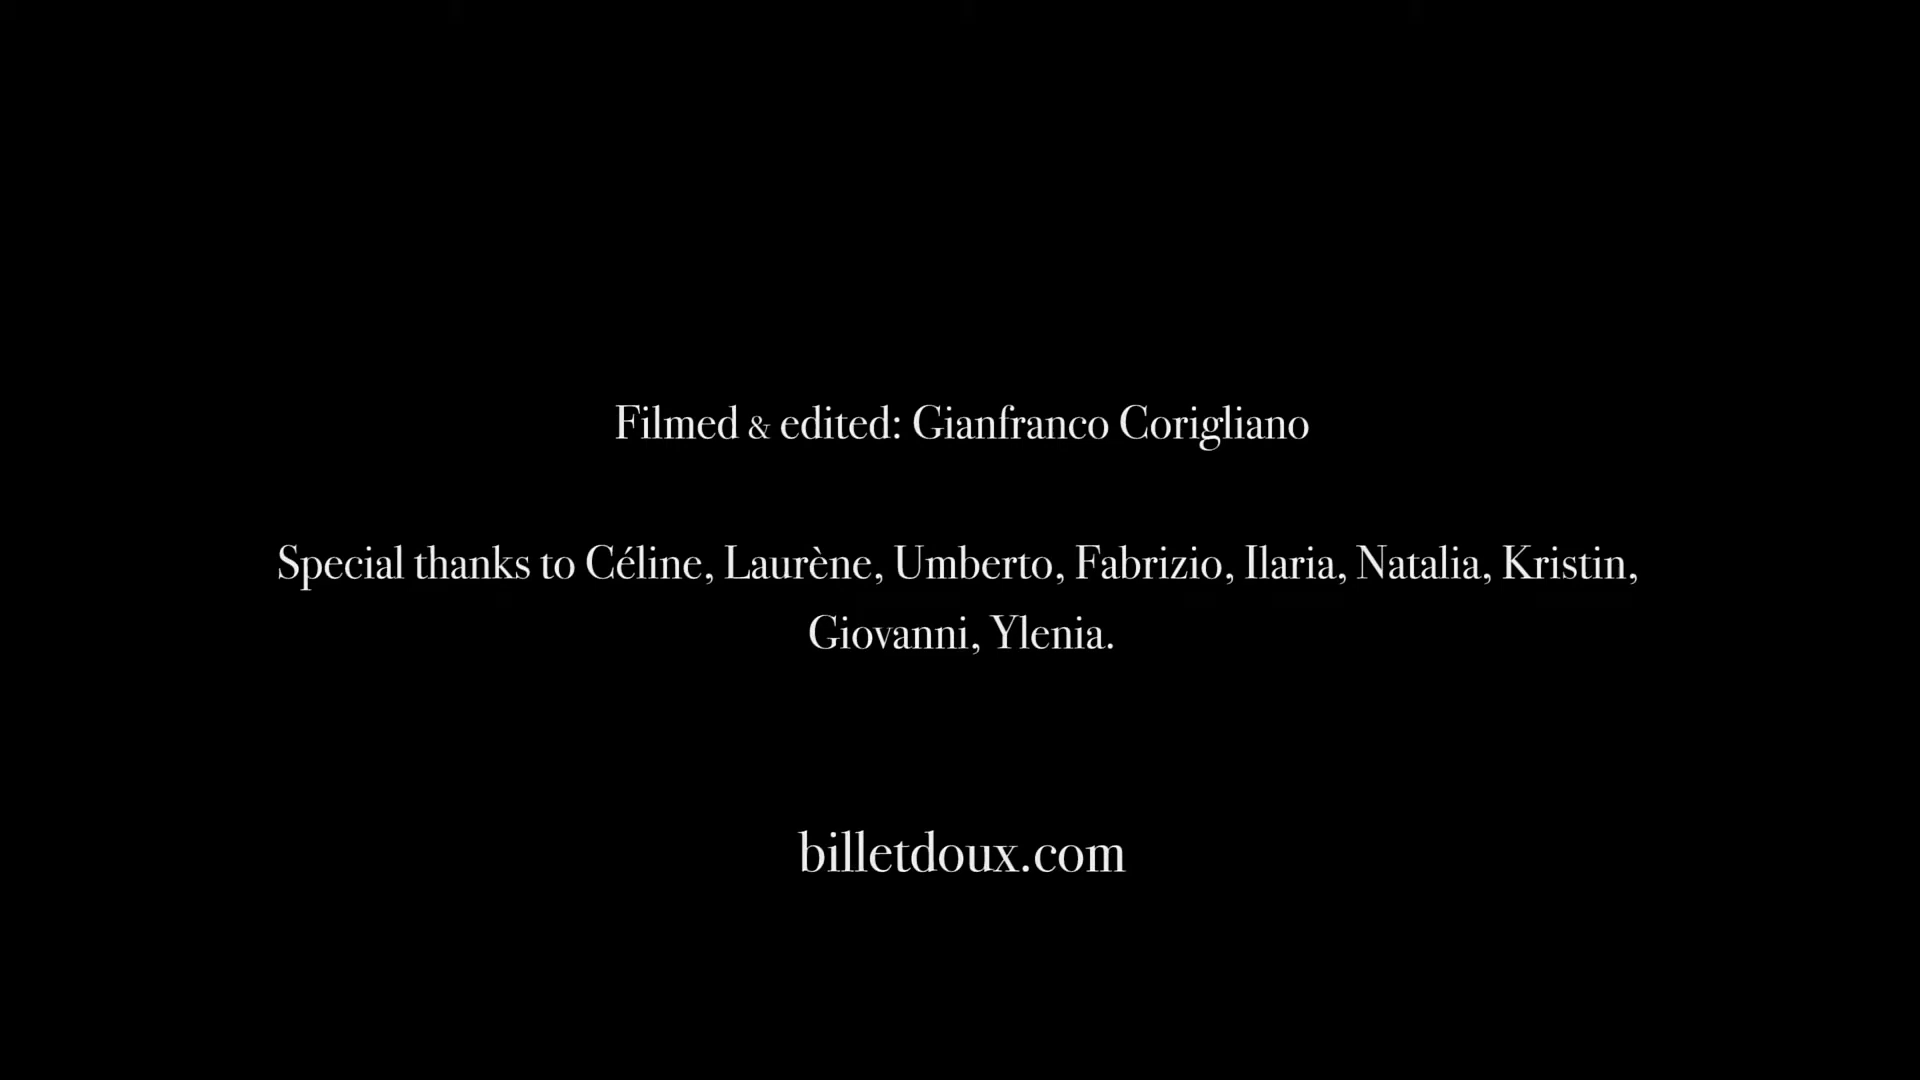 Filmed & edited: Gianfranco Corigliano
Special thanks to Céline, Laurène, Umberto, Fabrizio, Ilaria, Natalia, Kristin,
Giovanni, Ylenia.
billetdoux.com